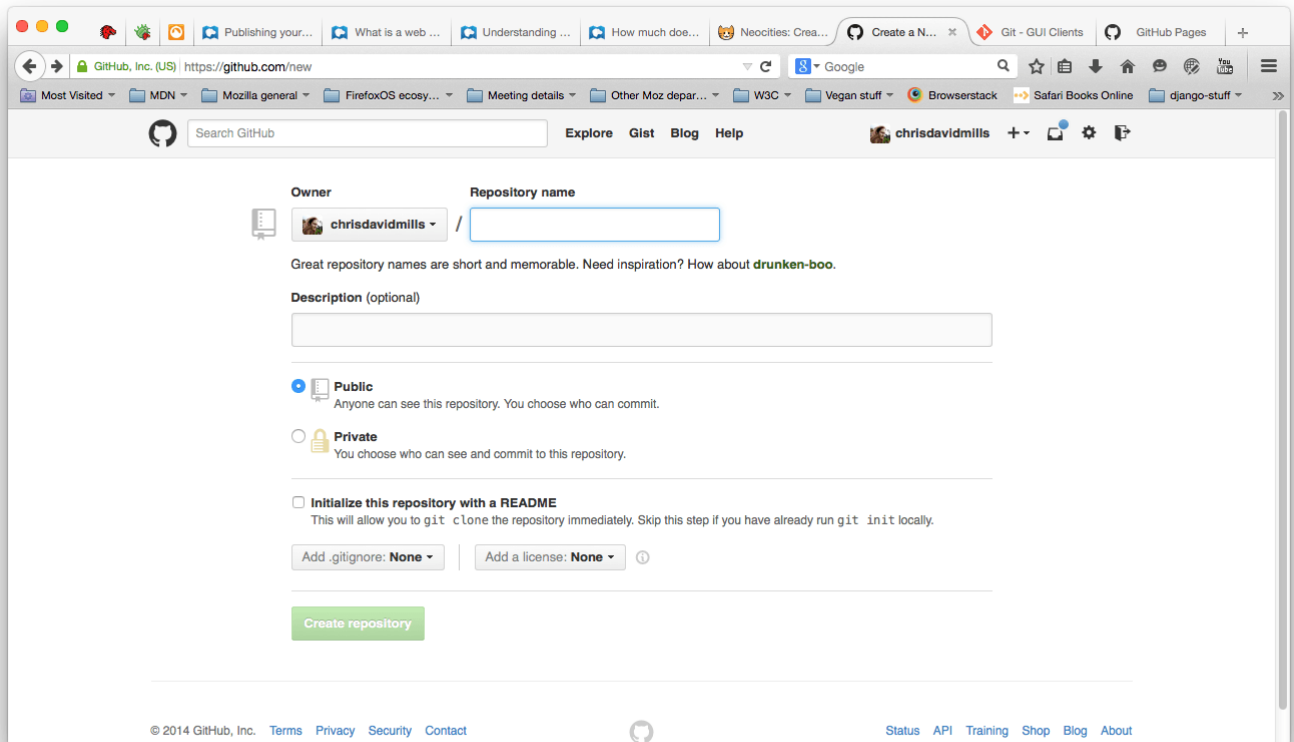 Publishing your... What is a web ... Understanding ... How much doe... Neocities: Crea... Create a N... × Git - GUI Clients GitHub Pages +
GitHub, Inc. (US) https://github.com/new 8 Google You Tube
Most Visited MDN Mozilla general FirefoxOS ecosy... Meeting details Other Moz depar... W3C Vegan stuff Browserstack Safari Books Online django-stuff »
Search GitHub Explore Gist Blog Help chrisdavidmills
Owner Repository name
chrisdavidmills /
Great repository names are short and memorable. Need inspiration? How about drunken-boo.
Description (optional)
Public
Anyone can see this repository. You choose who can commit.
Private
You choose who can see and commit to this repository.
Initialize this repository with a README
This will allow you to git clone the repository immediately. Skip this step if you have already run git init locally.
Add .gitignore: None Add a license: None
Create repository
© 2014 GitHub, Inc. Terms Privacy Security Contact Status API Training Shop Blog About